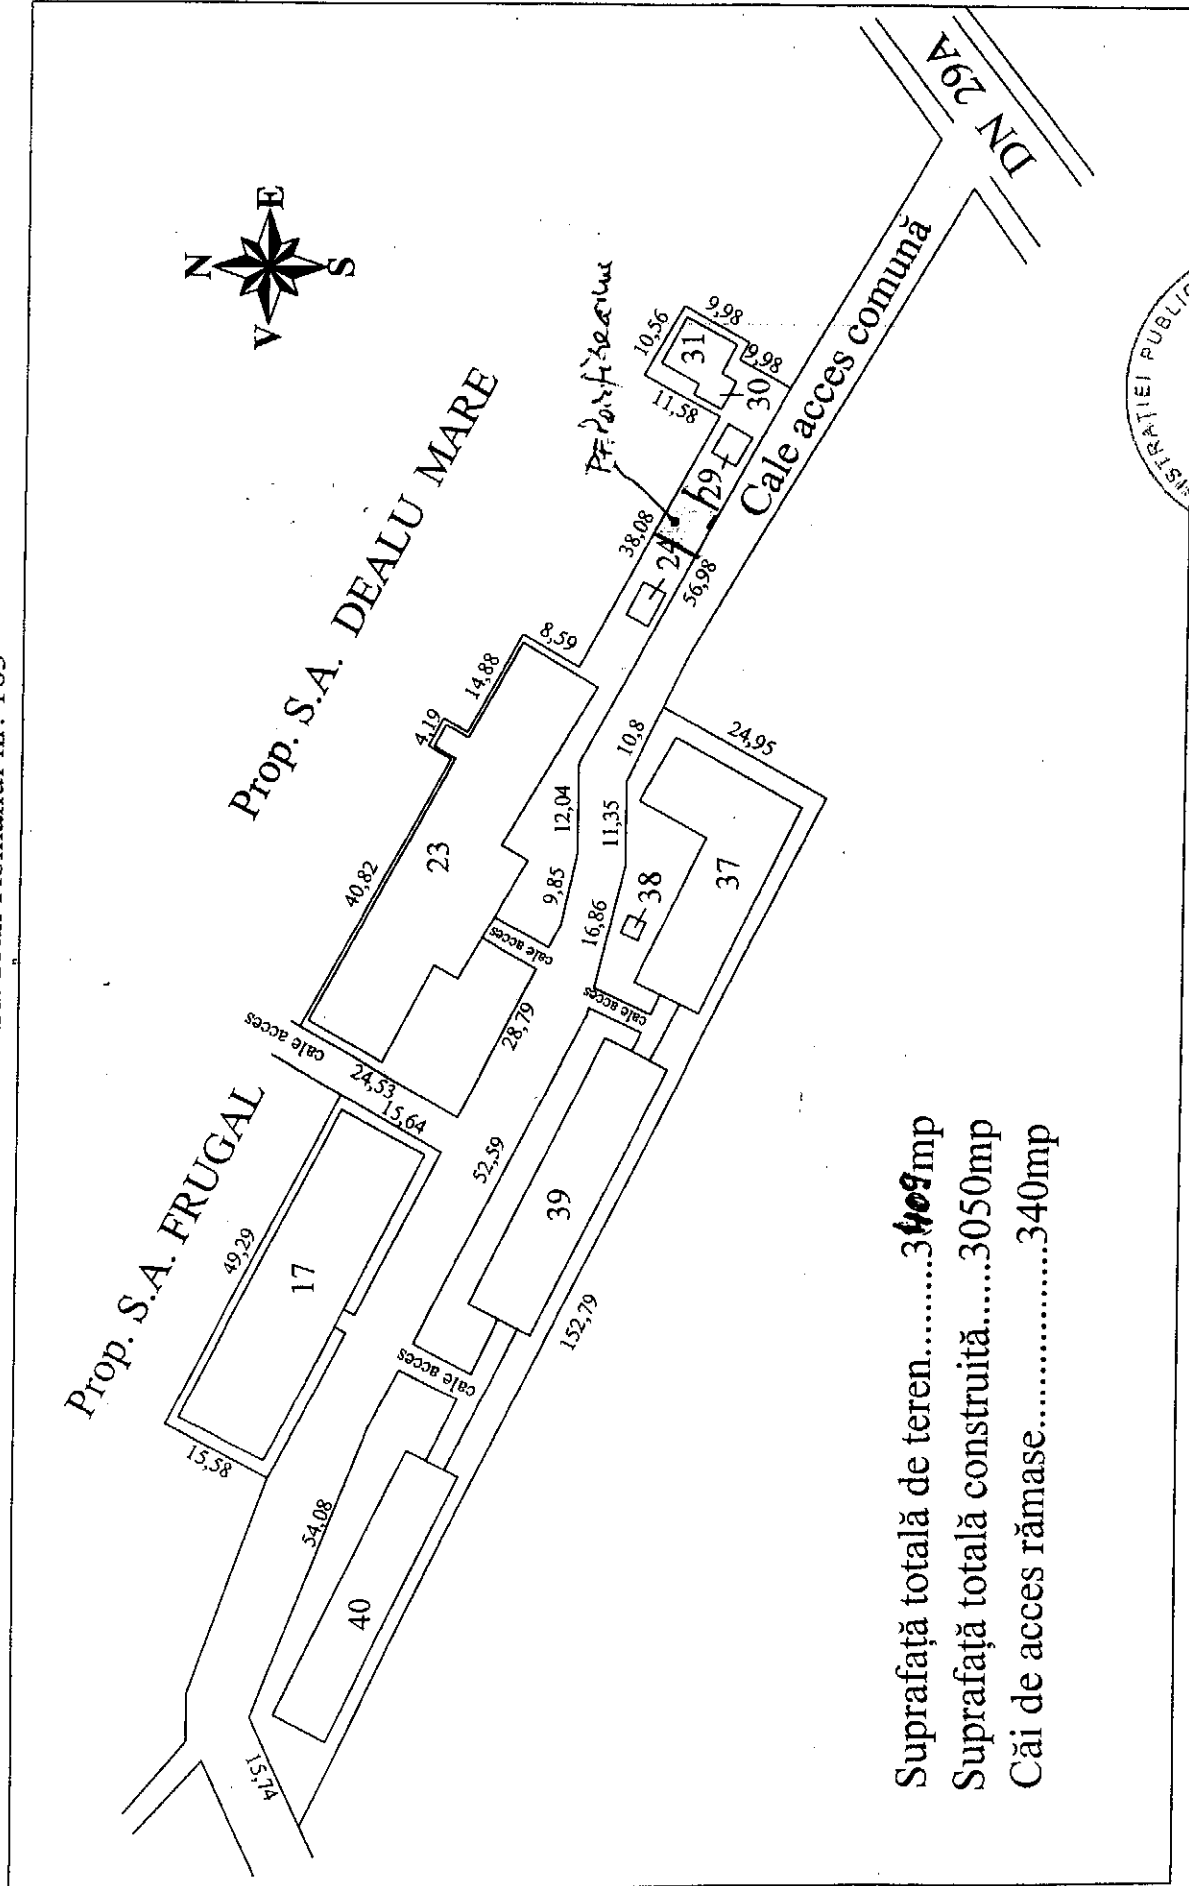 N
V
E
S
DN 29A
Prop. S.A. DEALU MARE
Prop. S.A. FRUGAL
Cale acces comună
10,56
9,98
31
9,98
30
11,58
29
38,08
24
56,98
8,59
14,88
4,19
40,82
23
12,04
9,85
cale acces
28,79
cale acces
24,53
15,64
10,8
11,35
16,86
24,95
37
38
cale acces
52,59
39
152,79
49,29
17
15,58
cale acces
54,08
40
15,74
Suprafață totală de teren..........3409mp
Suprafață totală construită......3050mp
Căi de acces rămase...................340mp
STRAȚIEI PUBLIC